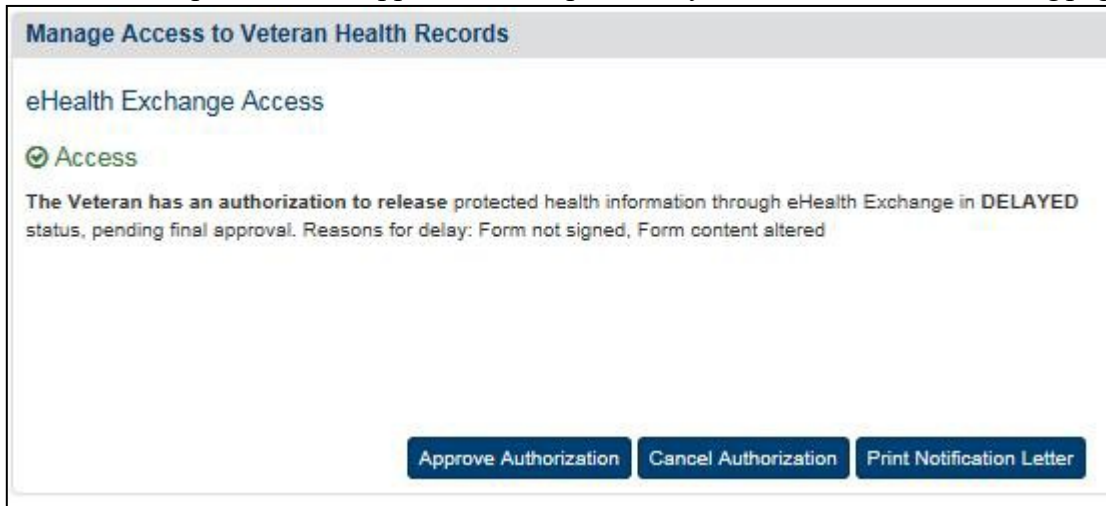 Manage Access to Veteran Health Records
eHealth Exchange Access
Access
The Veteran has an authorization to release protected health information through eHealth Exchange in DELAYED
status, pending final approval. Reasons for delay: Form not signed, Form content altered
Approve Authorization Cancel Authorization Print Notification Letter